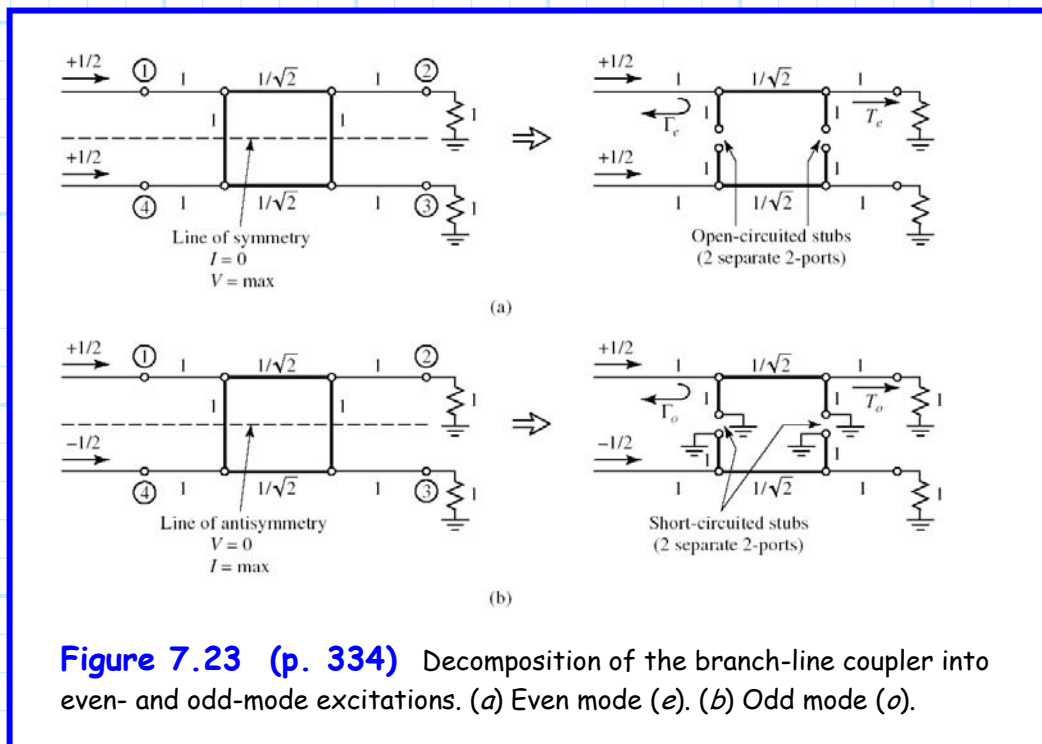 +1/2 ① 1 1/√2 1 ②
1 1 1
+1/2
④ 1 1/√2 1 ③ 1
Line of symmetry
I = 0
V = max
⇒
+1/2 1 1/√2 1
Γe 1 1 Te 1
+1/2 1 1
1 1/√2 1 1
Open-circuited stubs
(2 separate 2-ports)
(a)
+1/2 ① 1 1/√2 1 ②
1 1 1
−1/2
④ 1 1/√2 1 ③ 1
Line of antisymmetry
V = 0
I = max
⇒
+1/2 1 1/√2 1
Γo 1 1 To 1
−1/2 1 1
1 1/√2 1 1
Short-circuited stubs
(2 separate 2-ports)
(b)
Figure 7.23 (p. 334) Decomposition of the branch-line coupler into
even- and odd-mode excitations. (a) Even mode (e). (b) Odd mode (o).